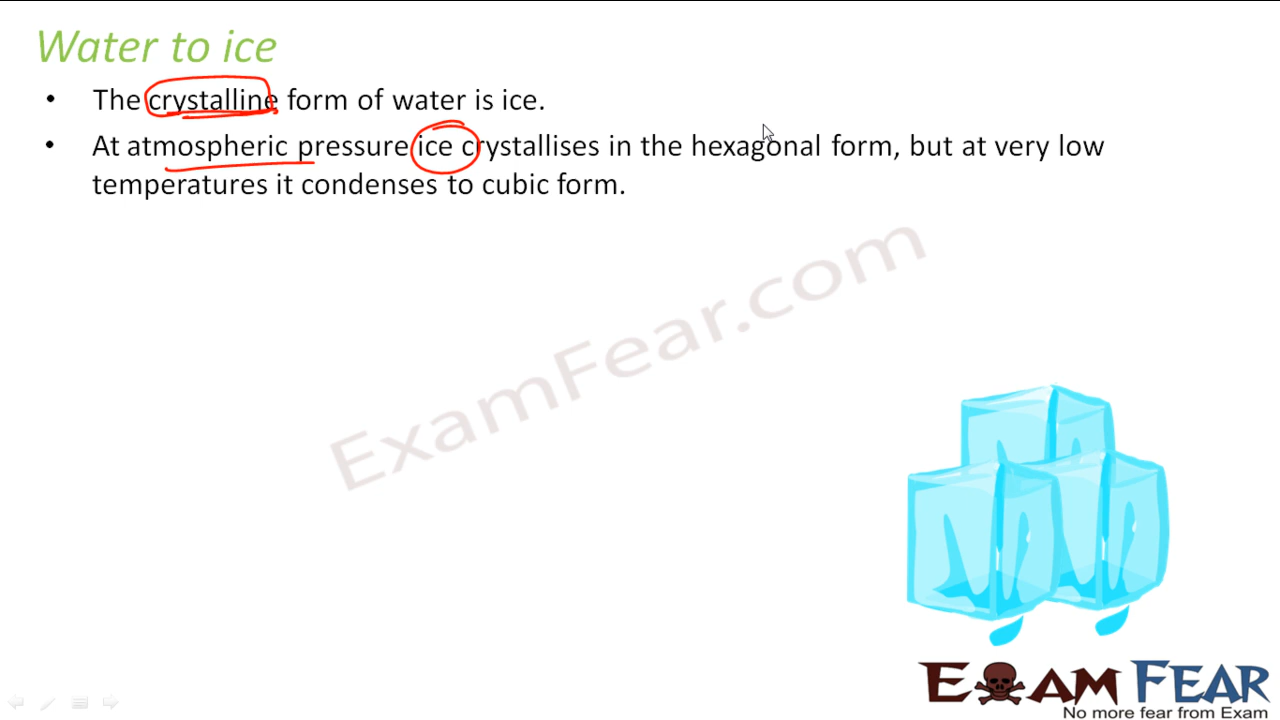 Water to ice
• The crystalline form of water is ice.
• At atmospheric pressure ice crystallises in the hexagonal form, but at very low
temperatures it condenses to cubic form.
ExamFear.com
EXAM FEAR
No more fear from Exam